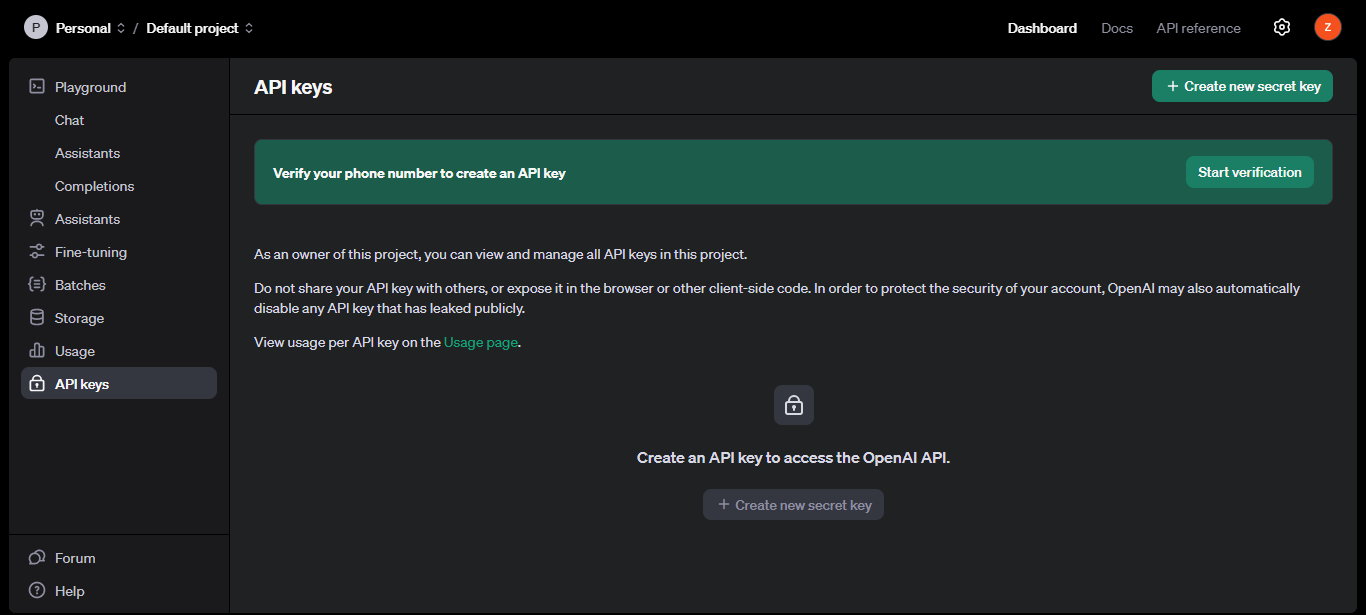 P Personal / Default project
Dashboard Docs API reference Z
Playground
Chat
Assistants
Completions
Assistants
Fine-tuning
Batches
Storage
Usage
API keys
Forum
Help
API keys
+ Create new secret key
Verify your phone number to create an API key
Start verification
As an owner of this project, you can view and manage all API keys in this project.
Do not share your API key with others, or expose it in the browser or other client-side code. In order to protect the security of your account, OpenAI may also automatically
disable any API key that has leaked publicly.
View usage per API key on the Usage page.
Create an API key to access the OpenAI API.
+ Create new secret key